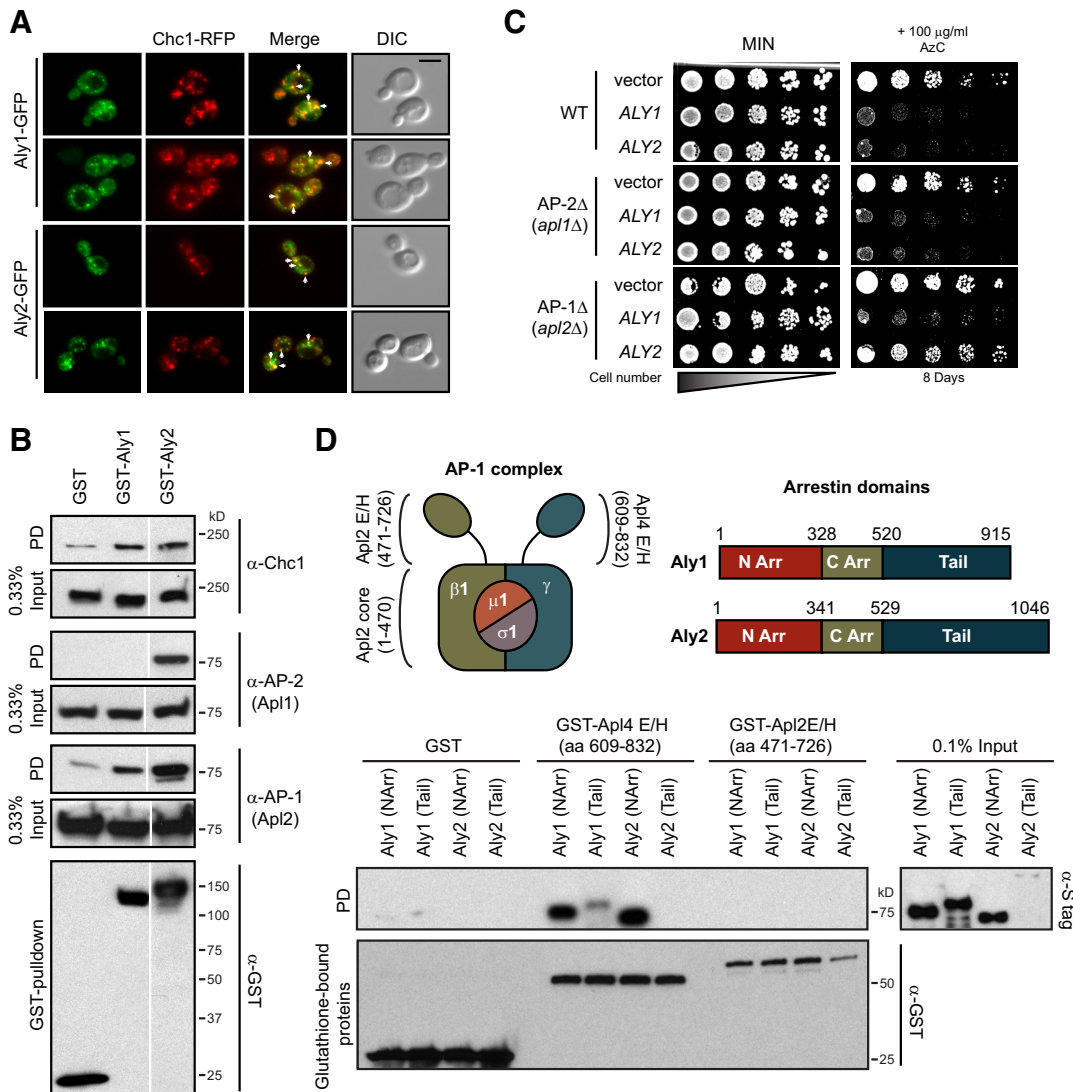 A
Chc1-RFP
Merge
DIC
Aly1-GFP
Aly2-GFP
B
GST
GST-Aly1
GST-Aly2
kD
PD
250
0.33%
Input
250
α-Chc1
PD
75
0.33%
Input
75
α-AP-2
(Apl1)
PD
75
0.33%
Input
75
α-AP-1
(Apl2)
GST-pulldown
150
100
75
50
37
25
α-GST
C
MIN
+ 100 µg/ml
AzC
WT
vector
ALY1
ALY2
AP-2Δ
(apl1Δ)
vector
ALY1
ALY2
AP-1Δ
(apl2Δ)
vector
ALY1
ALY2
Cell number
8 Days
D
AP-1 complex
Apl2 E/H
(471-726)
Apl4 E/H
(609-832)
Apl2 core
(1-470)
β1
γ
µ1
σ1
Arrestin domains
1 328 520 915
Aly1 N Arr C Arr Tail
1 341 529 1046
Aly2 N Arr C Arr Tail
GST
GST-Apl4 E/H
(aa 609-832)
GST-Apl2E/H
(aa 471-726)
0.1% Input
Aly1 (NArr)
Aly1 (Tail)
Aly2 (NArr)
Aly2 (Tail)
Aly1 (NArr)
Aly1 (Tail)
Aly2 (NArr)
Aly2 (Tail)
Aly1 (NArr)
Aly1 (Tail)
Aly2 (NArr)
Aly2 (Tail)
Aly1 (NArr)
Aly1 (Tail)
Aly2 (NArr)
Aly2 (Tail)
PD
kD
75
α-S tag
Glutathione-bound
proteins
50
25
α-GST